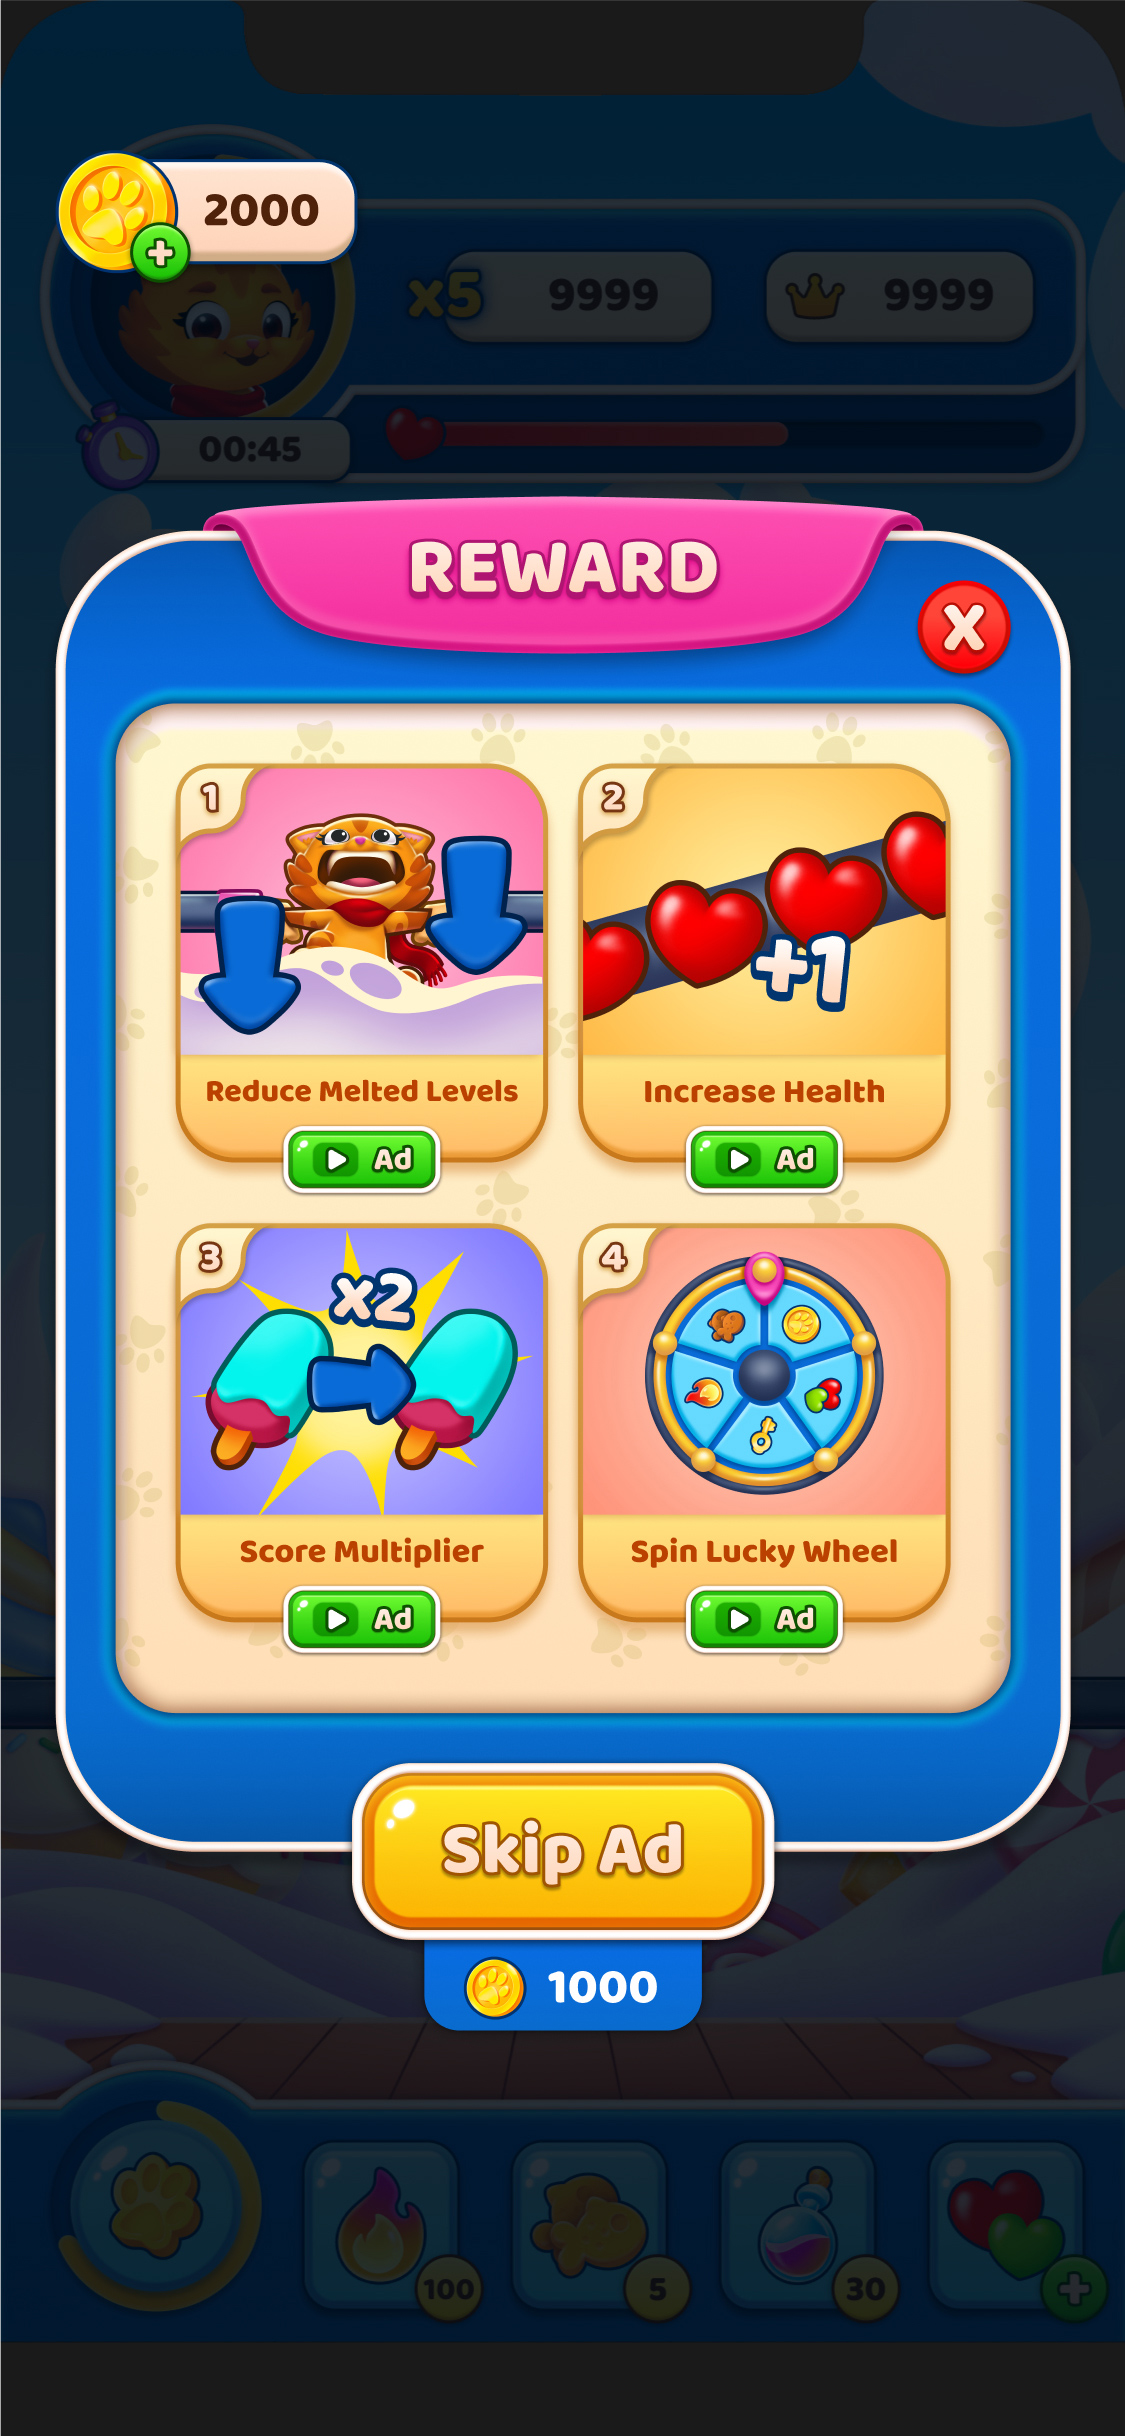 2000
x5 9999 9999
00:45
REWARD
X
1 2
+1
Reduce Melted Levels Increase Health
Ad Ad
3 4
x2
Score Multiplier Spin Lucky Wheel
Ad Ad
Skip Ad
1000
100 5 30